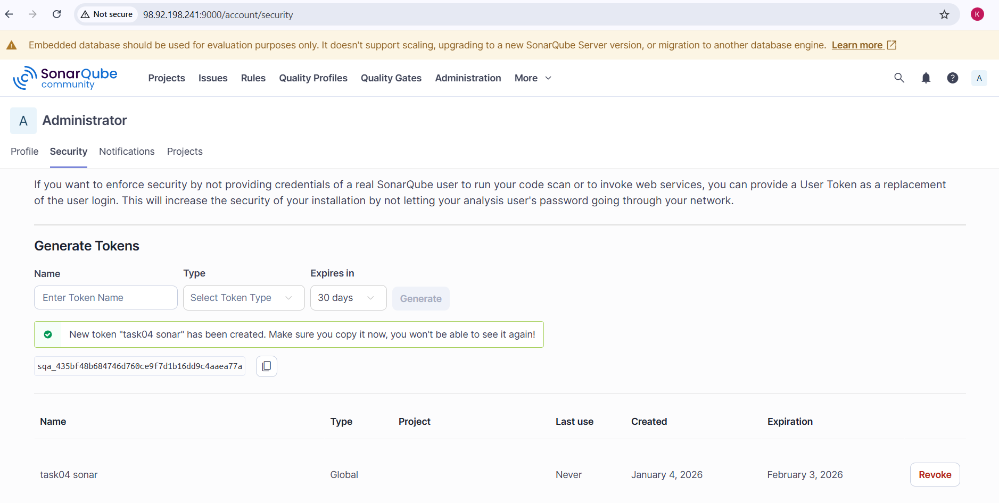 Not secure 98.92.198.241:9000/account/security K
Embedded database should be used for evaluation purposes only. It doesn't support scaling, upgrading to a new SonarQube Server version, or migration to another database engine. Learn more
SonarQube community
Projects Issues Rules Quality Profiles Quality Gates Administration More ? A
A Administrator
Profile Security Notifications Projects
If you want to enforce security by not providing credentials of a real SonarQube user to run your code scan or to invoke web services, you can provide a User Token as a replacement
of the user login. This will increase the security of your installation by not letting your analysis user's password going through your network.
Generate Tokens
Name Type Expires in
Enter Token Name Select Token Type 30 days Generate
New token "task04 sonar" has been created. Make sure you copy it now, you won't be able to see it again!
sqa_435bf48b684746d760ce9f7d1b16dd9c4aaea77a
Name Type Project Last use Created Expiration
task04 sonar Global Never January 4, 2026 February 3, 2026 Revoke